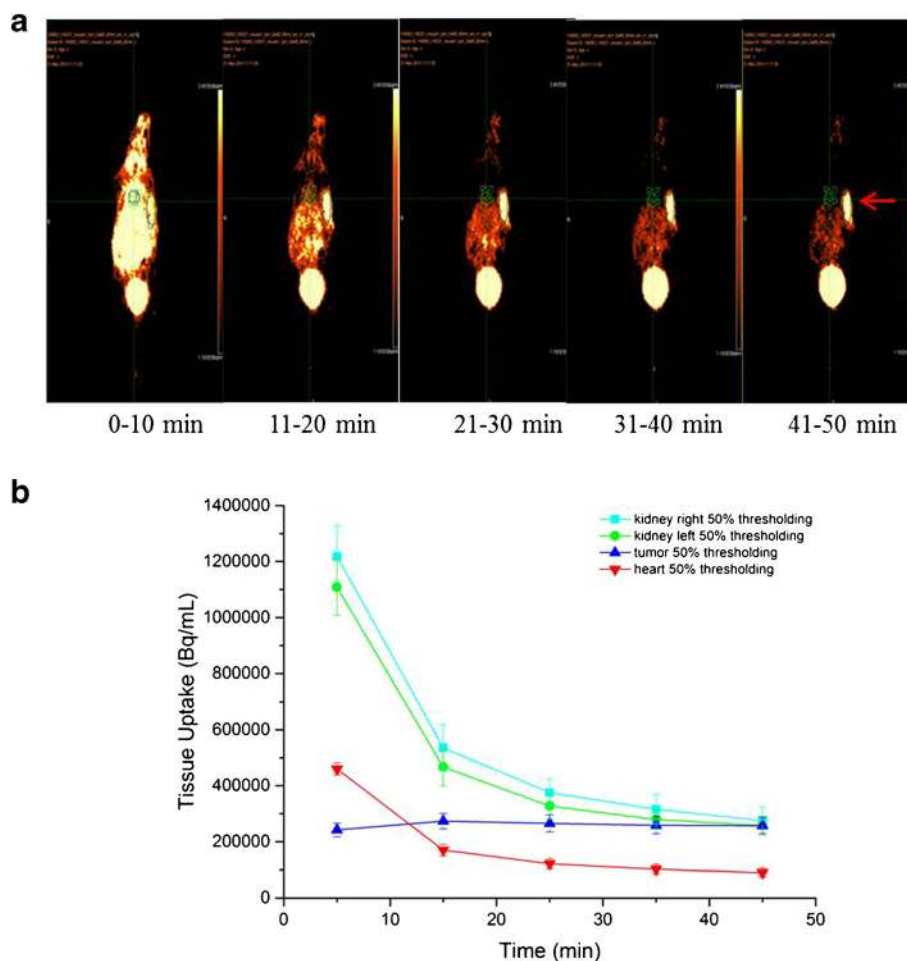 a
0-10 min
11-20 min
21-30 min
31-40 min
41-50 min
b
1400000
1200000
1000000
800000
600000
400000
200000
0
Tissue Uptake (Bq/mL)
kidney right 50% thresholding
kidney left 50% thresholding
tumor 50% thresholding
heart 50% thresholding
0
10
20
30
40
50
Time (min)